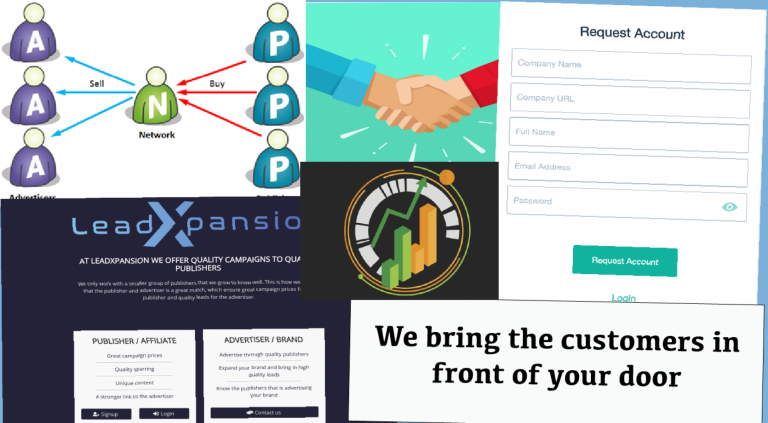 A
P
A
Sell
N
Buy
P
Network
A
P
Advertisers
LeadXpansio
AT LEADXPANSION WE OFFER QUALITY CAMPAIGNS TO
PUBLISHERS
We only work with a smaller group of publishers that we grow to know well. This is how we
that the publisher and advertiser is a great match, which ensure great campaign prices
publisher and quality leads for the advertiser.
PUBLISHER / AFFILIATE
Great campaign prices
Quality sparring
Unique content
A stronger link to the advertiser
Signup
Login
ADVERTISER / BRAND
Advertise through quality publishers
Expand your brand and bring in high
quality leads
Know the publishers that is advertising
your brand
Contact us
Request Account
Company Name
Company URL
Full Name
Email Address
Password
Request Account
Login
We bring the customers in
front of your door